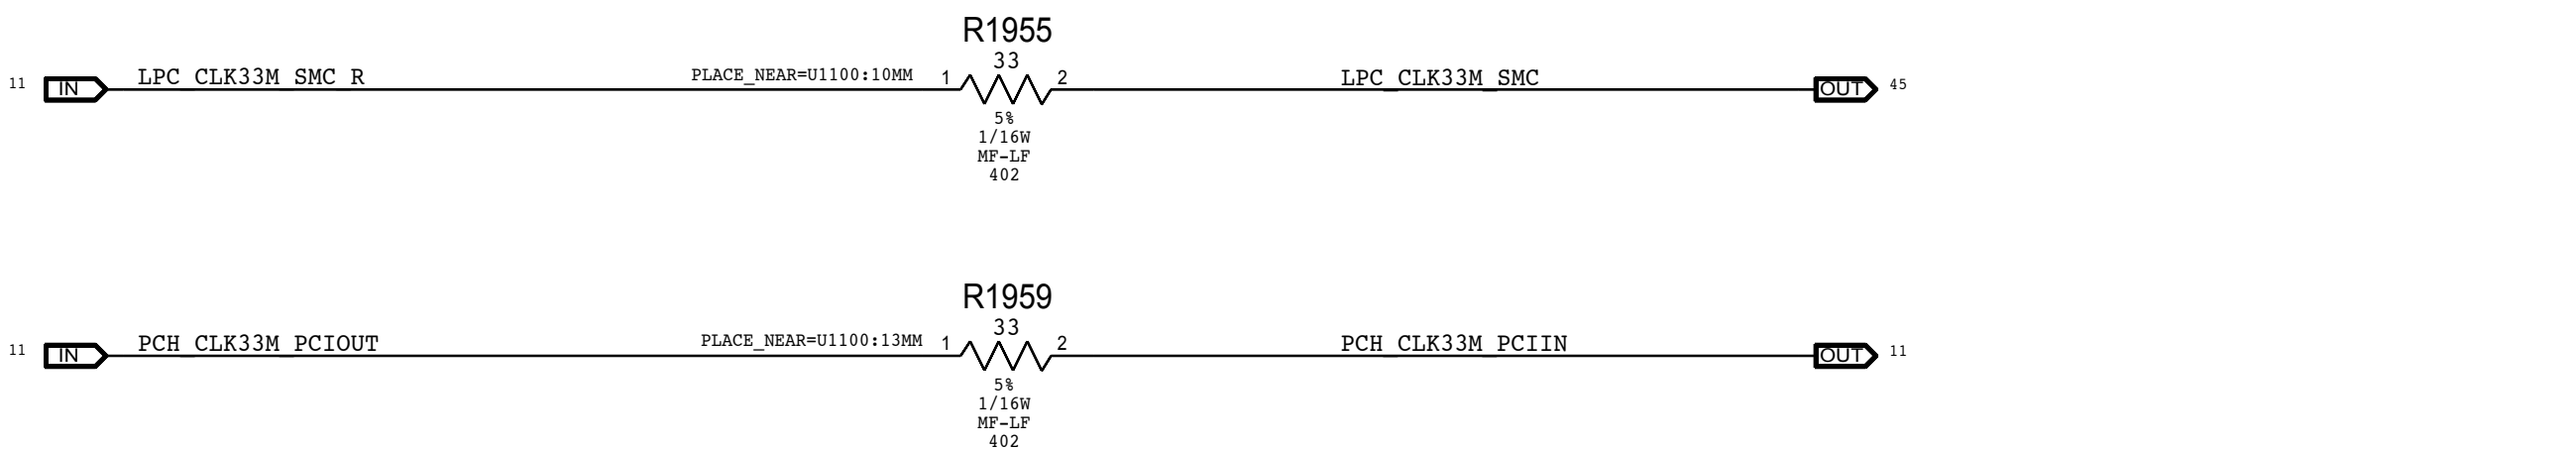 R1955
33
11 IN LPC_CLK33M_SMC_R PLACE_NEAR=U1100:10MM 1 2 LPC_CLK33M_SMC OUT 45
5%
1/16W
MF-LF
402
R1959
33
11 IN PCH_CLK33M_PCIOUT PLACE_NEAR=U1100:13MM 1 2 PCH_CLK33M_PCIIN OUT 11
5%
1/16W
MF-LF
402